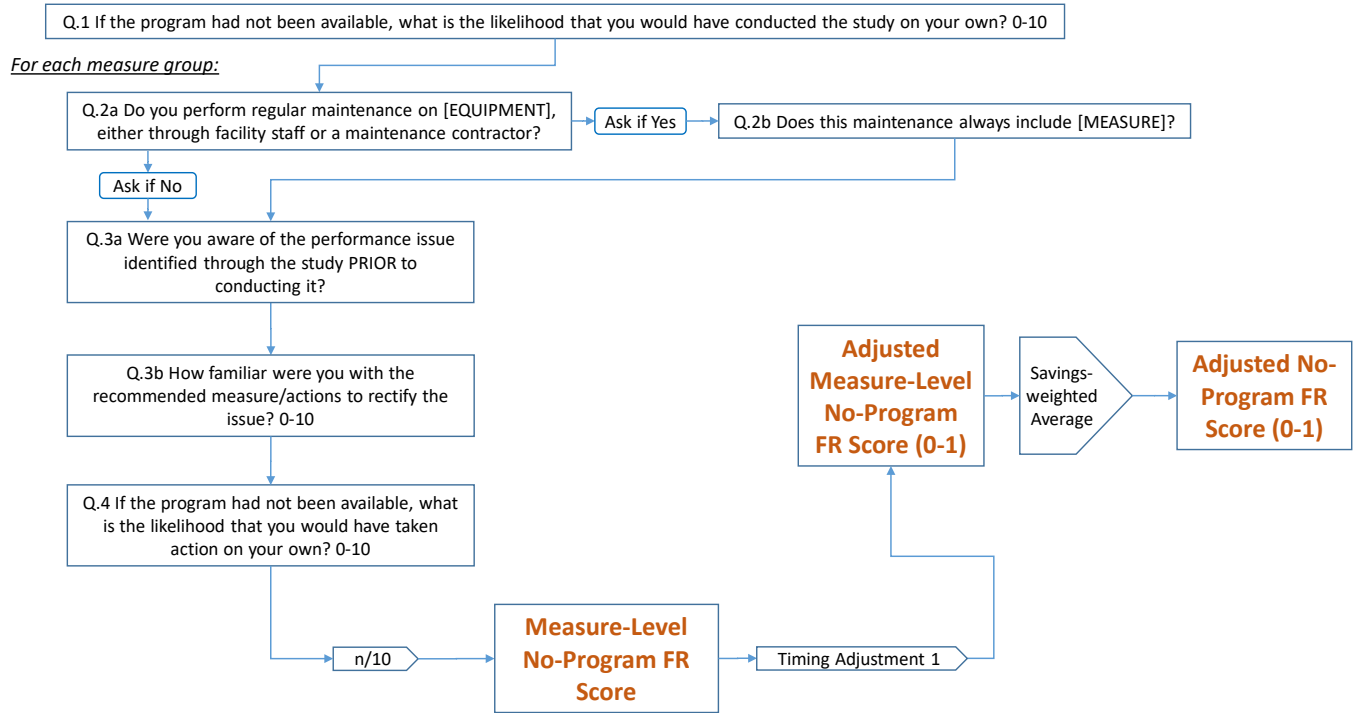 Q.1 If the program had not been available, what is the likelihood that you would have conducted the study on your own? 0-10
For each measure group:
Q.2a Do you perform regular maintenance on [EQUIPMENT],
either through facility staff or a maintenance contractor?
Ask if Yes
Q.2b Does this maintenance always include [MEASURE]?
Ask if No
Q.3a Were you aware of the performance issue
identified through the study PRIOR to
conducting it?
Q.3b How familiar were you with the
recommended measure/actions to rectify the
issue? 0-10
Q.4 If the program had not been available, what
is the likelihood that you would have taken
action on your own? 0-10
n/10
Measure-Level
No-Program FR
Score
Timing Adjustment 1
Adjusted
Measure-Level
No-Program
FR Score (0-1)
Savings-
weighted
Average
Adjusted No-
Program FR
Score (0-1)